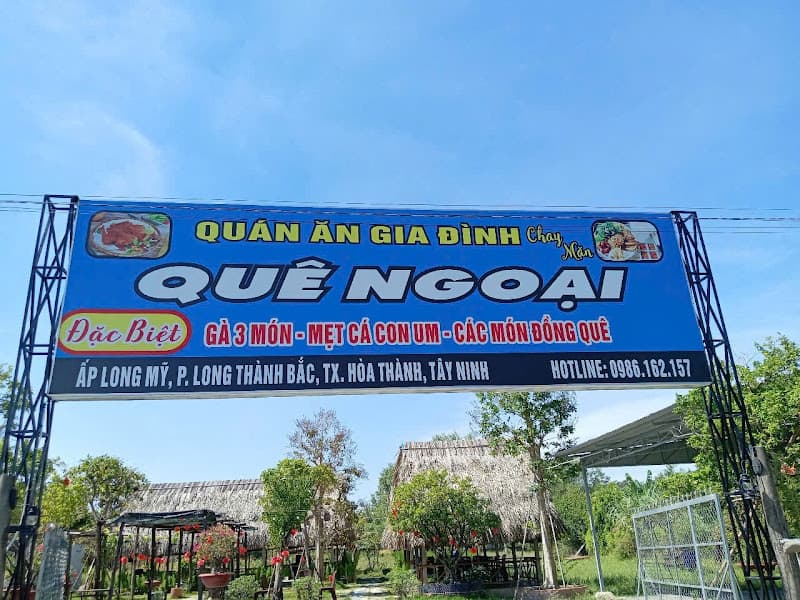 QUÁN ĂN GIA ĐÌNH Chay Mặn
QUÊ NGOẠI
Đặc Biệt GÀ 3 MÓN - MẸT CÁ CON UM - CÁC MÓN ĐỒNG QUÊ
ẤP LONG MỸ, P. LONG THÀNH BẮC, TX. HÒA THÀNH, TÂY NINH HOTLINE: 0986.162.157